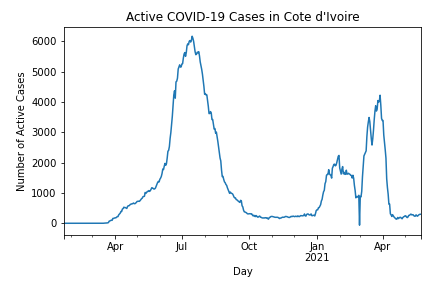 Active COVID-19 Cases in Cote d'Ivoire
Number of Active Cases
6000
5000
4000
3000
2000
1000
0
Apr
Jul
Oct
Jan
2021
Apr
Day